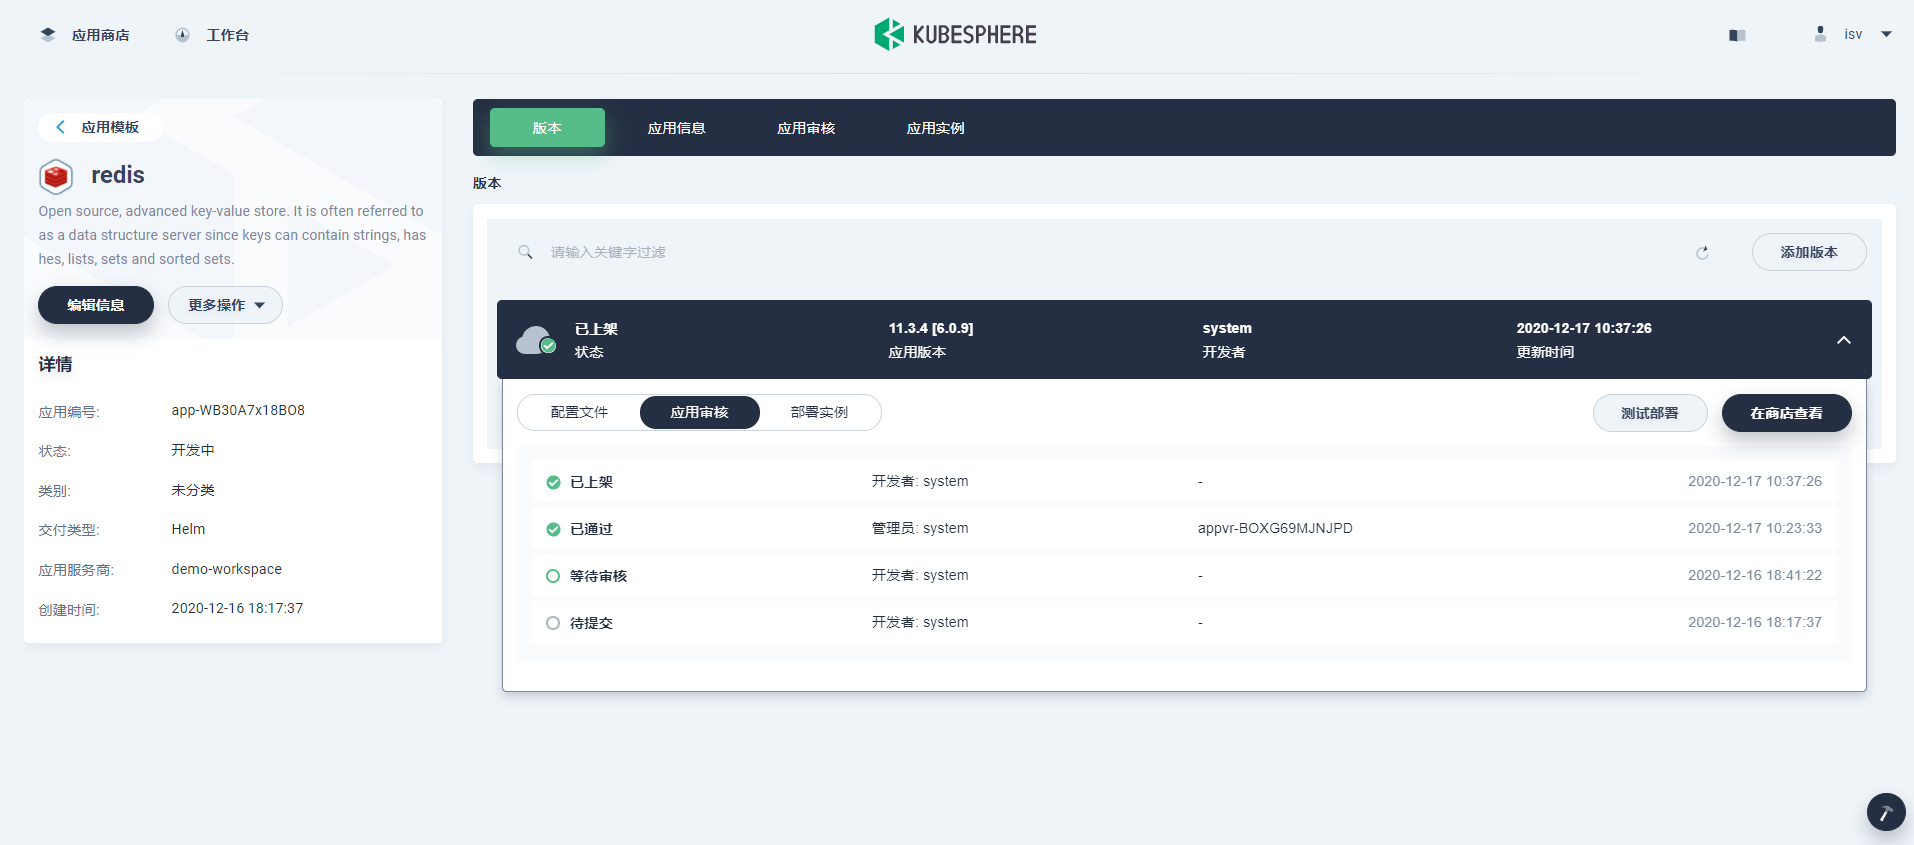 应用商店
工作台
KUBESPHERE
isv
应用模板
redis
Open source, advanced key-value store. It is often referred to
as a data structure server since keys can contain strings, has
hes, lists, sets and sorted sets.
编辑信息
更多操作
详情
应用编号: app-WB30A7x18BO8
状态: 开发中
类别: 未分类
交付类型: Helm
应用服务商: demo-workspace
创建时间: 2020-12-16 18:17:37
版本 应用信息 应用审核 应用实例
版本
请输入关键字过滤
添加版本
已上架 11.3.4 [6.0.9] system 2020-12-17 10:37:26
状态 应用版本 开发者 更新时间
配置文件 应用审核 部署实例 测试部署 在商店查看
已上架 开发者: system - 2020-12-17 10:37:26
已通过 管理员: system appvr-BOXG69MJNJPD 2020-12-17 10:23:33
等待审核 开发者: system - 2020-12-16 18:41:22
待提交 开发者: system - 2020-12-16 18:17:37